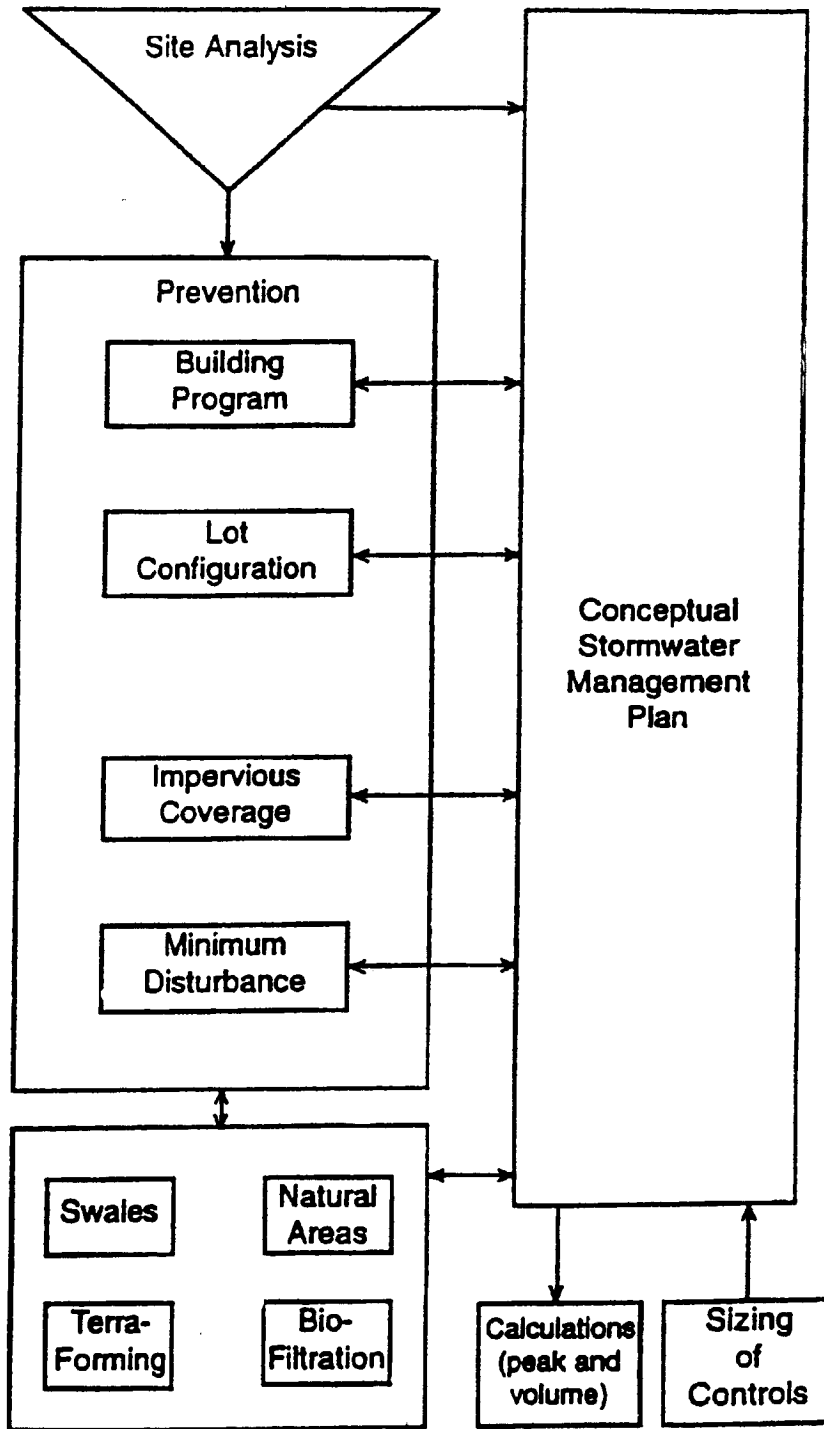 Site Analysis
Prevention
Building
Program
Lot
Configuration
Impervious
Coverage
Minimum
Disturbance
Conceptual
Stormwater
Management
Plan
Swales
Natural
Areas
Terra-
Forming
Bio-
Filtration
Calculations
(peak and
volume)
Sizing
of
Controls